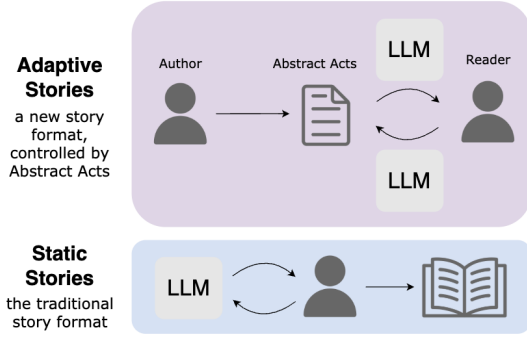 Adaptive
Stories
a new story
format,
controlled by
Abstract Acts
Author
Abstract Acts
LLM
Reader
LLM
Static
Stories
the traditional
story format
LLM